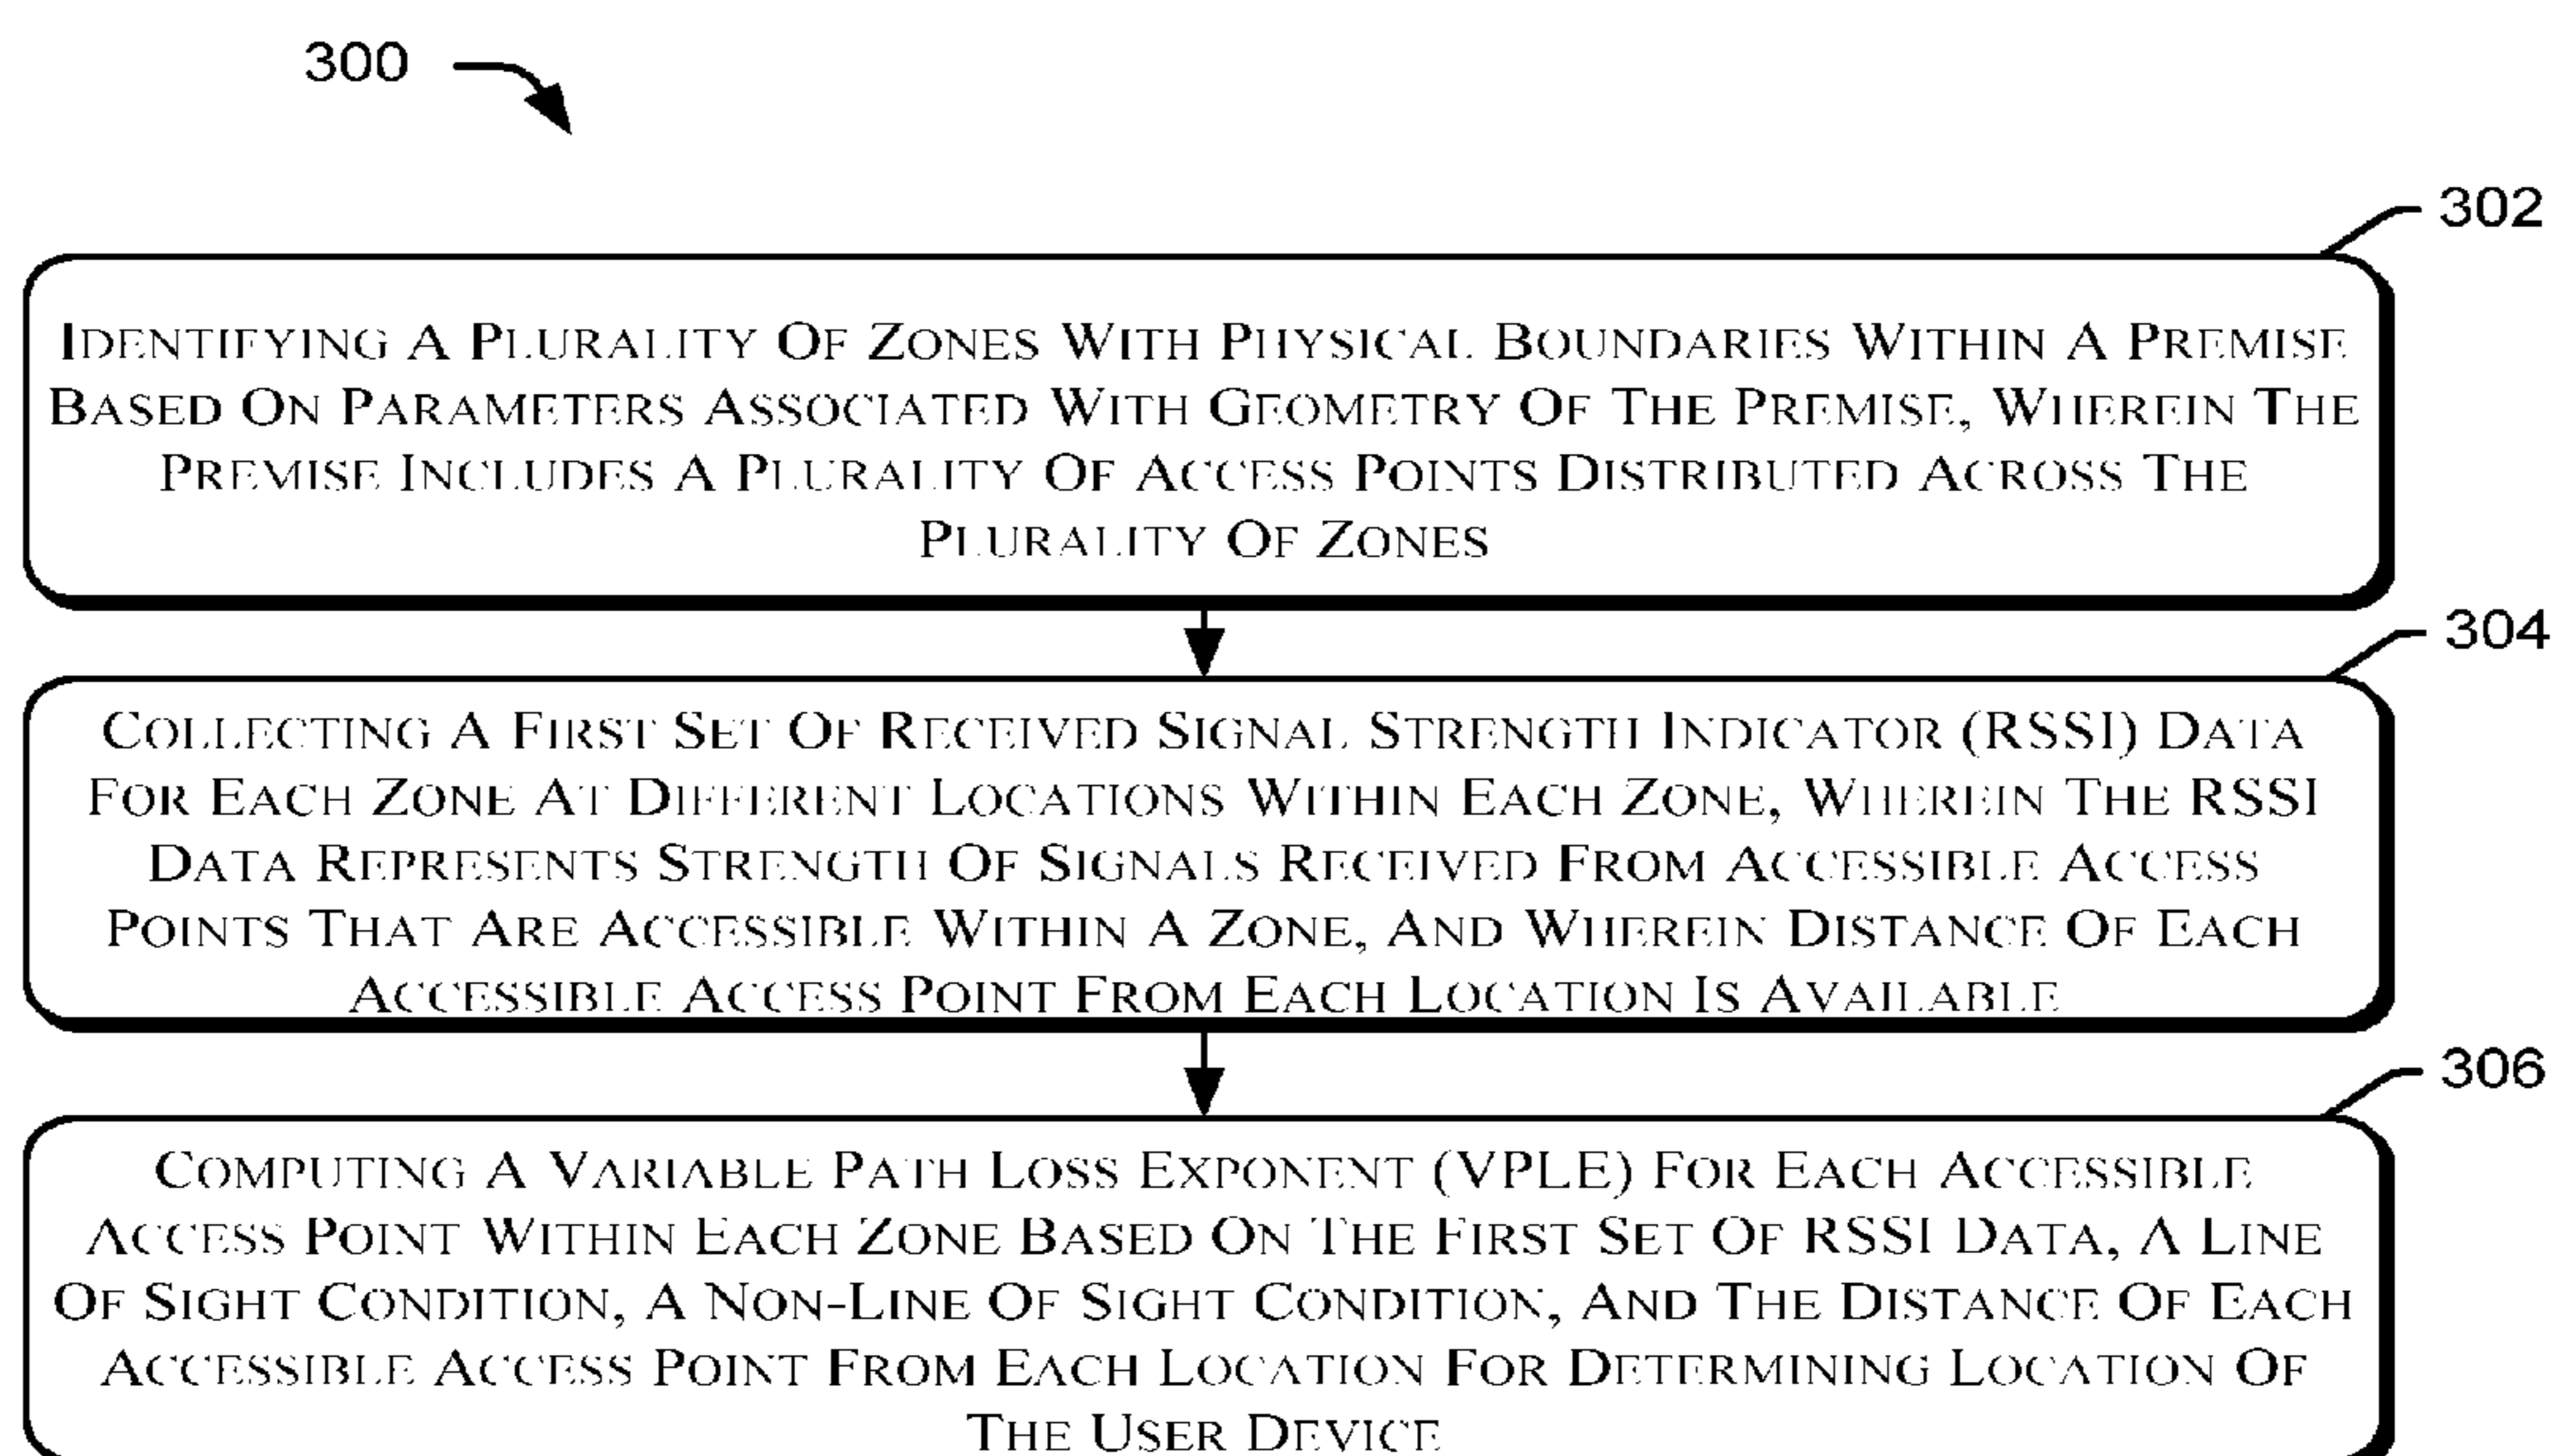 300
302
IDENTIFYING A PLURALITY OF ZONES WITH PHYSICAL BOUNDARIES WITHIN A PREMISE
BASED ON PARAMETERS ASSOCIATED WITH GEOMETRY OF THE PREMISE, WHEREIN THE
PREMISE INCLUDES A PLURALITY OF ACCESS POINTS DISTRIBUTED ACROSS THE
PLURALITY OF ZONES
304
COLLECTING A FIRST SET OF RECEIVED SIGNAL STRENGTH INDICATOR (RSSI) DATA
FOR EACH ZONE AT DIFFERENT LOCATIONS WITHIN EACH ZONE, WHEREIN THE RSSI
DATA REPRESENTS STRENGTH OF SIGNALS RECEIVED FROM ACCESSIBLE ACCESS
POINTS THAT ARE ACCESSIBLE WITHIN A ZONE, AND WHEREIN DISTANCE OF EACH
ACCESSIBLE ACCESS POINT FROM EACH LOCATION IS AVAILABLE
306
COMPUTING A VARIABLE PATH LOSS EXPONENT (VPLE) FOR EACH ACCESSIBLE
ACCESS POINT WITHIN EACH ZONE BASED ON THE FIRST SET OF RSSI DATA, A LINE
OF SIGHT CONDITION, A NON-LINE OF SIGHT CONDITION, AND THE DISTANCE OF EACH
ACCESSIBLE ACCESS POINT FROM EACH LOCATION FOR DETERMINING LOCATION OF
THE USER DEVICE